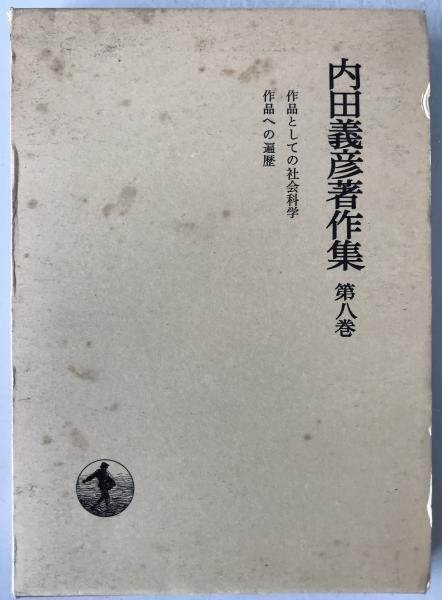 内田義彦著作集 第八巻
作品としての社会科学
作品への遍歴